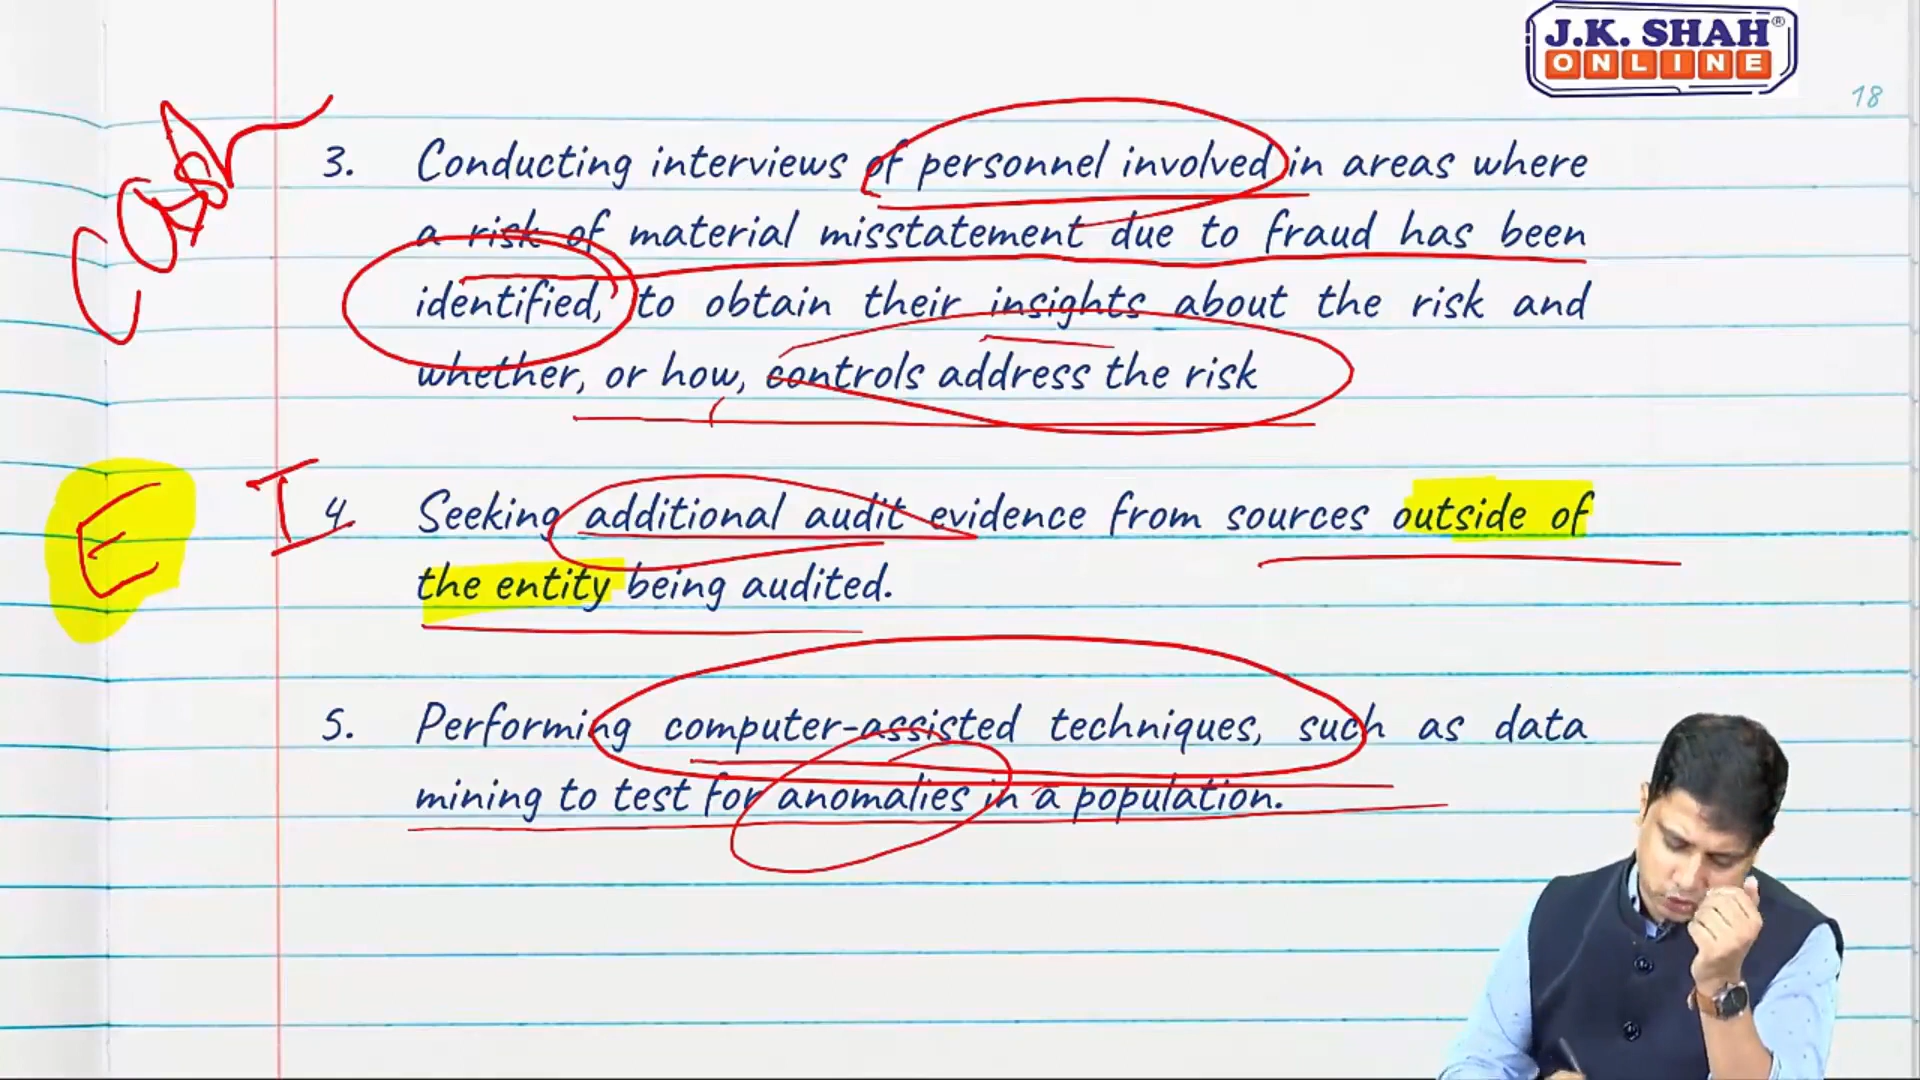 J.K. SHAH®
ONLINE
18
Cash
3. Conducting interviews of personnel involved in areas where
a risk of material misstatement due to fraud has been
identified, to obtain their insights about the risk and
whether, or how, controls address the risk
E I 4. Seeking additional audit evidence from sources outside of
the entity being audited.
5. Performing computer-assisted techniques, such as data
mining to test for anomalies in a population.